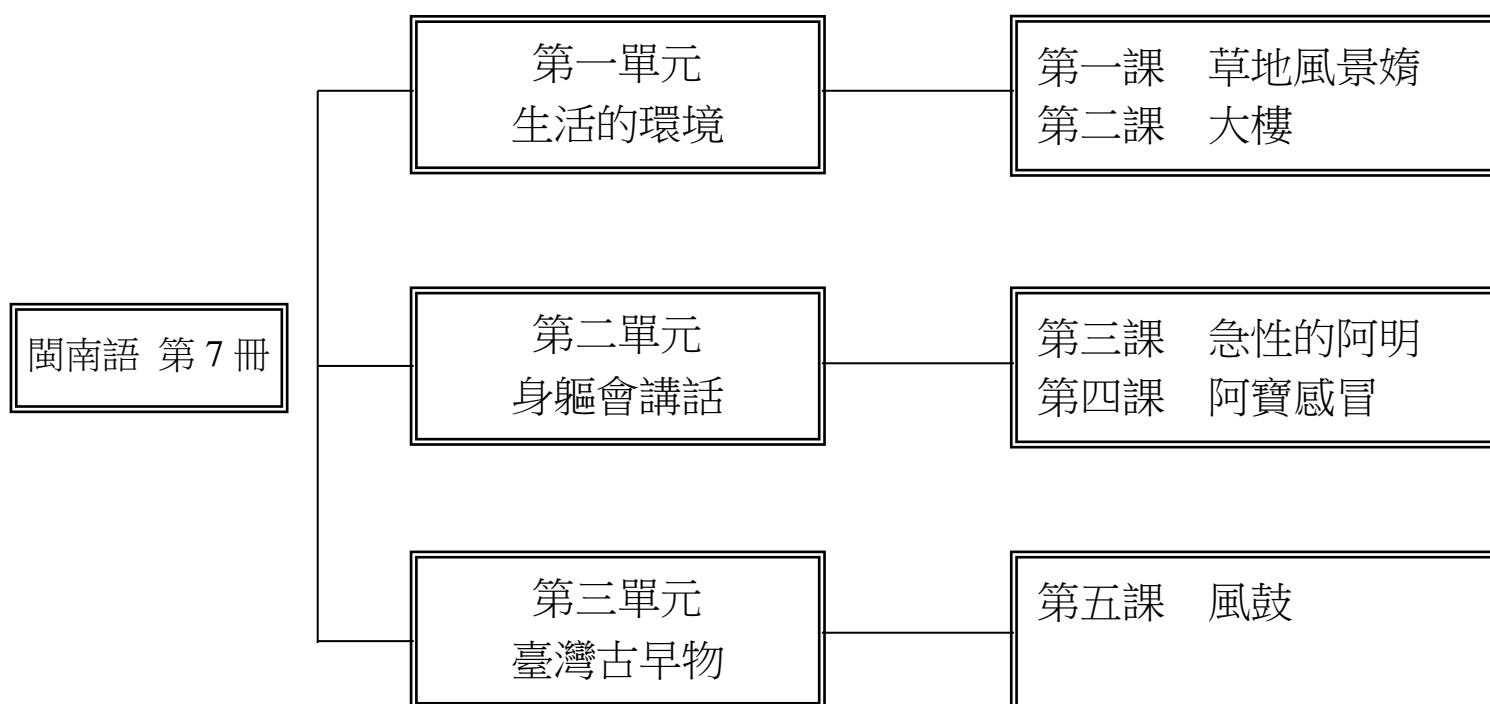 閩南語 第 7 冊
第一單元
生活的環境
第一課 草地風景媠
第二課 大樓
第二單元
身軀會講話
第三課 急性的阿明
第四課 阿寶感冒
第三單元
臺灣古早物
第五課 風鼓